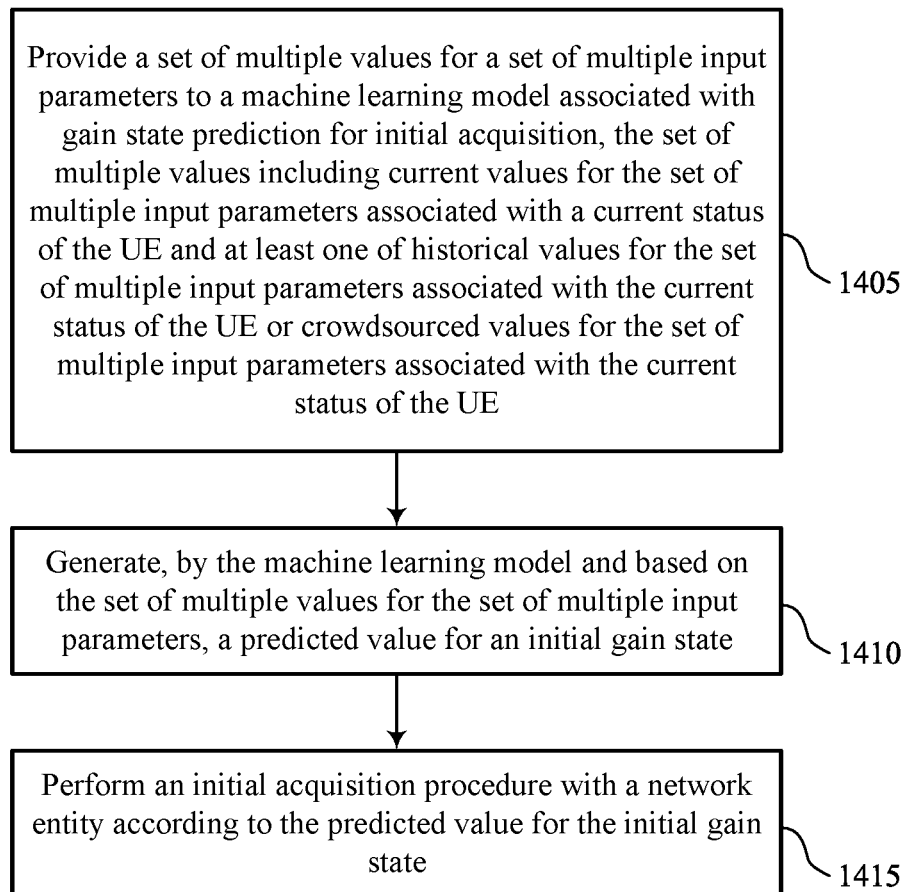 Provide a set of multiple values for a set of multiple input
parameters to a machine learning model associated with
gain state prediction for initial acquisition, the set of
multiple values including current values for the set of
multiple input parameters associated with a current status
of the UE and at least one of historical values for the set
of multiple input parameters associated with the current
status of the UE or crowdsourced values for the set of
multiple input parameters associated with the current
status of the UE
1405
Generate, by the machine learning model and based on
the set of multiple values for the set of multiple input
parameters, a predicted value for an initial gain state
1410
Perform an initial acquisition procedure with a network
entity according to the predicted value for the initial gain
state
1415